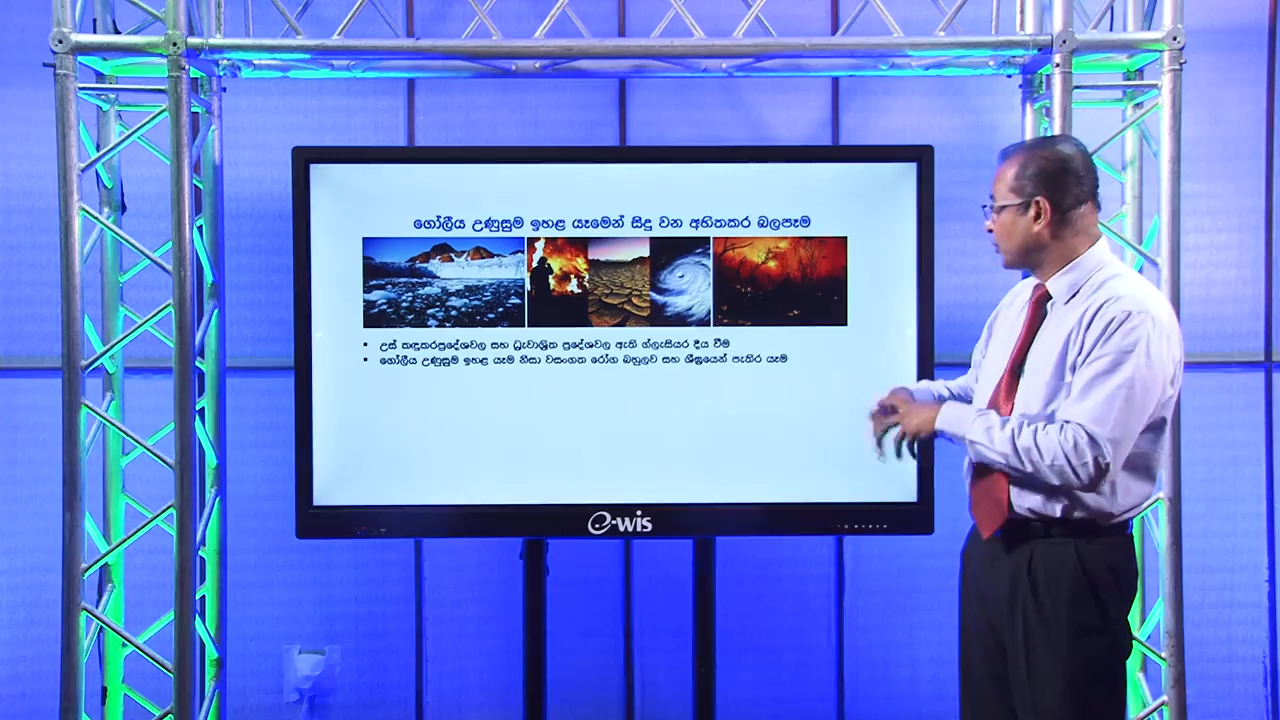 ගෝලීය උණුසුම ඉහළ යෑමෙන් සිදු වන අහිතකර බලපෑම
▪ උස් කඳුකරප්‍රදේශවල සහ ධ්‍රැවාශ්‍රිත ප්‍රදේශවල ඇති ග්ලැසියර දිය වීම
▪ ගෝලීය උණුසුම ඉහළ යෑම නිසා වසංගත රෝග බහුලව සහ ශීඝ්‍රයෙන් පැතිර යෑම
e-wis